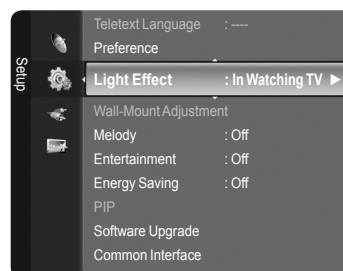 Setup
Teletext Language : ----
Preference
Light Effect : In Watching TV ►
Wall-Mount Adjustment
Melody : Off
Entertainment : Off
Energy Saving : Off
PIP
Software Upgrade
Common Interface